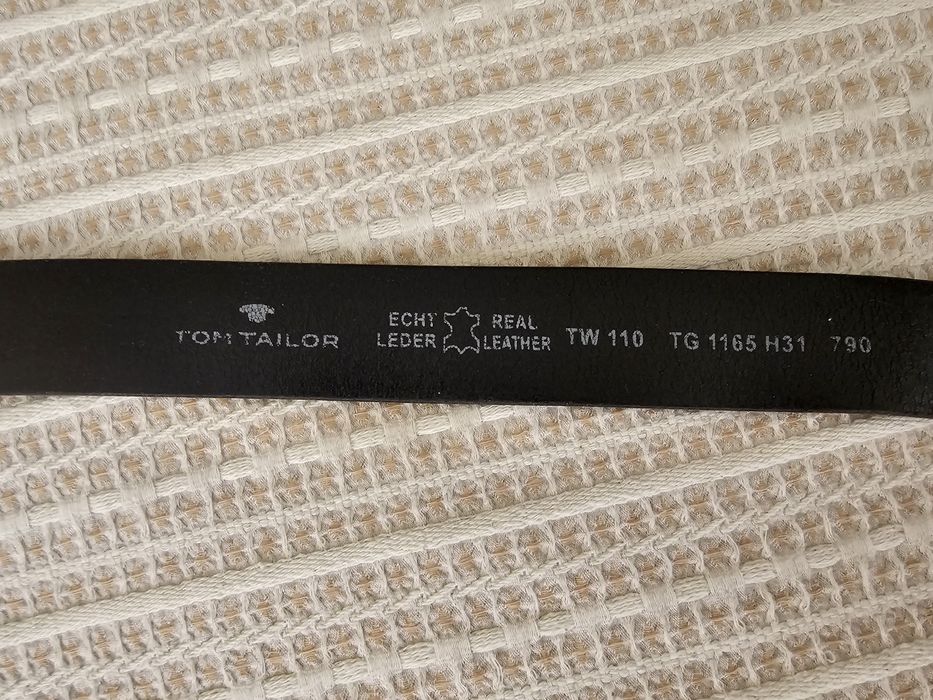 TOM TAILOR
ECHT LEDER
REAL LEATHER
TW 110 TG 1165 H31 790